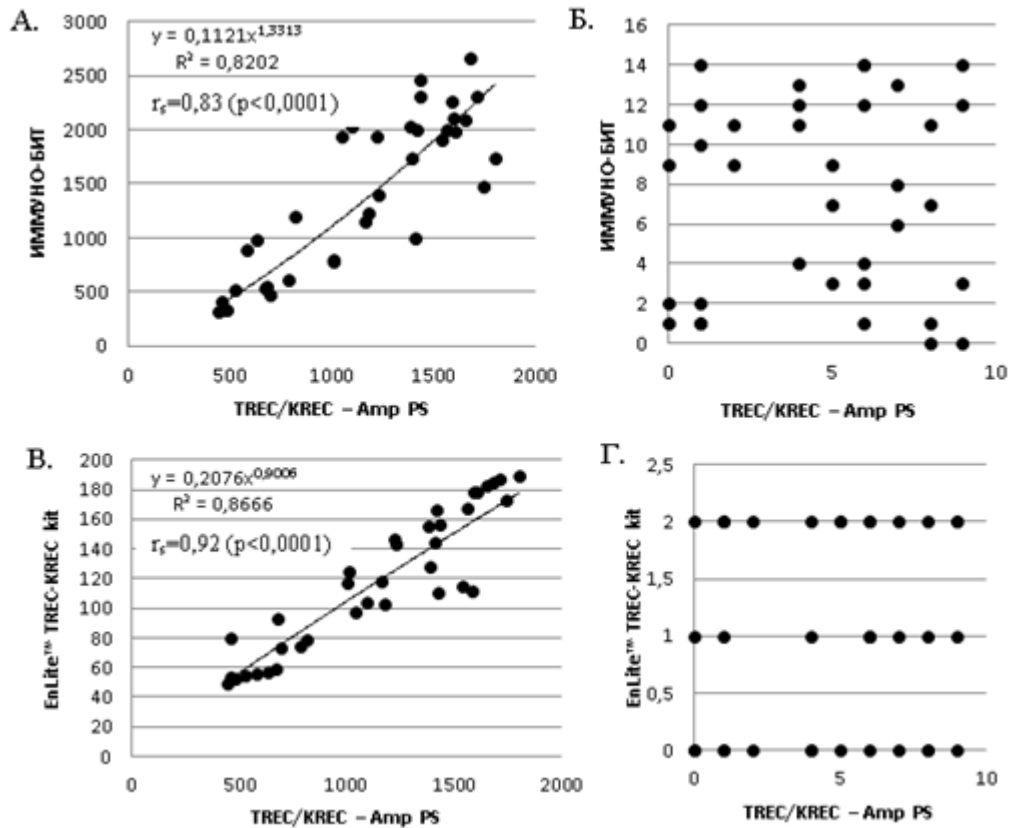 А.
y = 0,1121x^1,3313
R² = 0,8202
rs=0,83 (p<0,0001)
ИММУНО-БИТ
3000
2500
2000
1500
1000
500
0
0 500 1000 1500 2000
TREC/KREC – Amp PS
Б.
ИММУНО-БИТ
16
14
12
10
8
6
4
2
0
0 5 10
TREC/KREC – Amp PS
В.
y = 0,2076x^0,9006
R² = 0,8666
rs=0,92 (p<0,0001)
EnLite™ TREC-KREC kit
200
180
160
140
120
100
80
60
40
20
0
0 500 1000 1500 2000
TREC/KREC – Amp PS
Г.
EnLite™ TREC-KREC kit
2,5
2
1,5
1
0,5
0
0 5 10
TREC/KREC – Amp PS